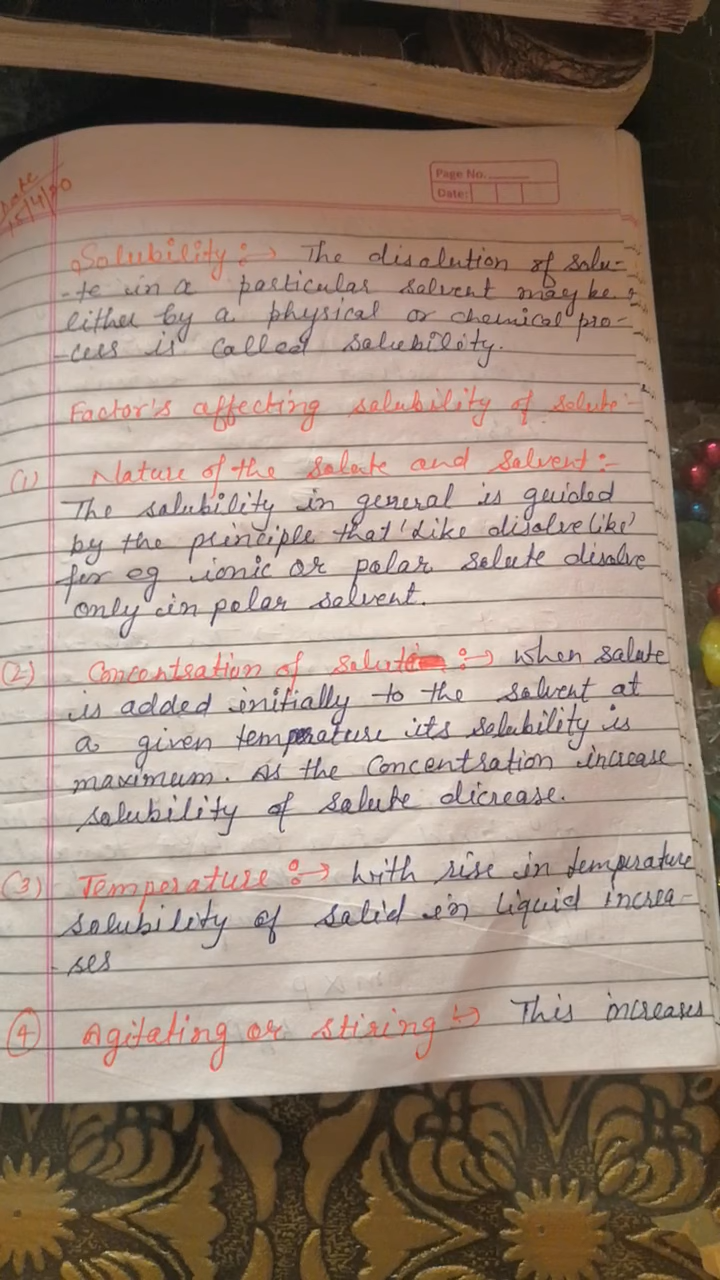 Date
15/4/20
Page No.
Date:
Solubility :→ The disolution of solu-
-te in a particular solvent may be
either by a physical or chemical pro-
-cess is called solubility.
Factor's affecting solubility of solute :-
(1) Nature of the solute and solvent :-
The solubility in general is guided
by the principle that 'Like disolve like'
for eg ionic or polar solute disolve
only in polar solvent.
(2) Concentration of solute :→ when solute
is added initially to the solvent at
a given temperature its solubility is
maximum. As the concentration increase
solubility of solute dicrease.
(3) Temperature :→ With rise in temperature
solubility of solid in liquid increa-
-ses
(4) Agitating or stiring :→ This increases